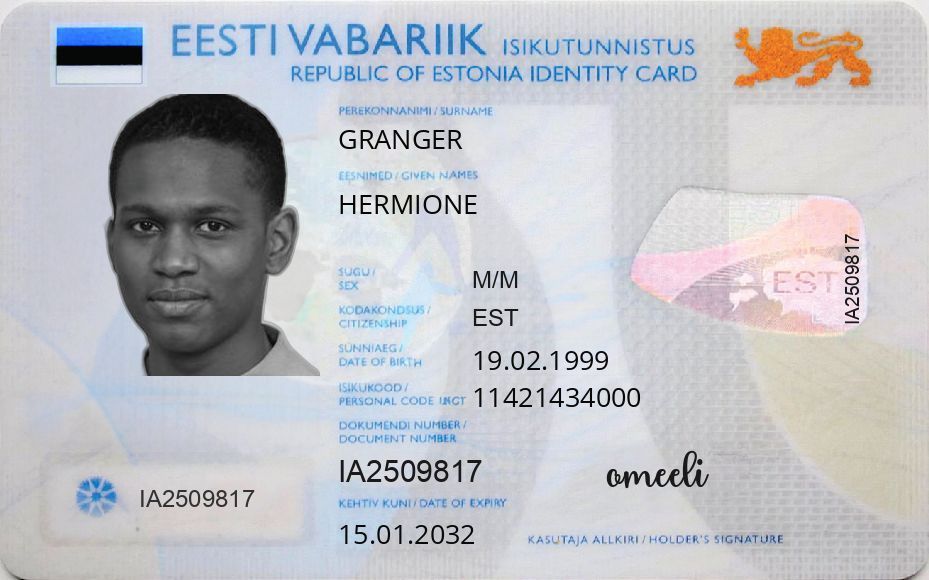 EESTI VABARIIK ISIKUTUNNISTUS
REPUBLIC OF ESTONIA IDENTITY CARD
PEREKONNANIMI / SURNAME
GRANGER
EESNIMED / GIVEN NAMES
HERMIONE
SUGU /
SEX
M/M
KODAKONDSUS /
CITIZENSHIP
EST
SÜNNIAEG /
DATE OF BIRTH
19.02.1999
ISIKUKOOD /
PERSONAL CODE
11421434000
DOKUMENDI NUMBER /
DOCUMENT NUMBER
IA2509817
KEHTIV KUNI / DATE OF EXPIRY
15.01.2032
IA2509817
EST
IA2509817
omeeli
KASUTAJA ALLKIRI / HOLDER'S SIGNATURE